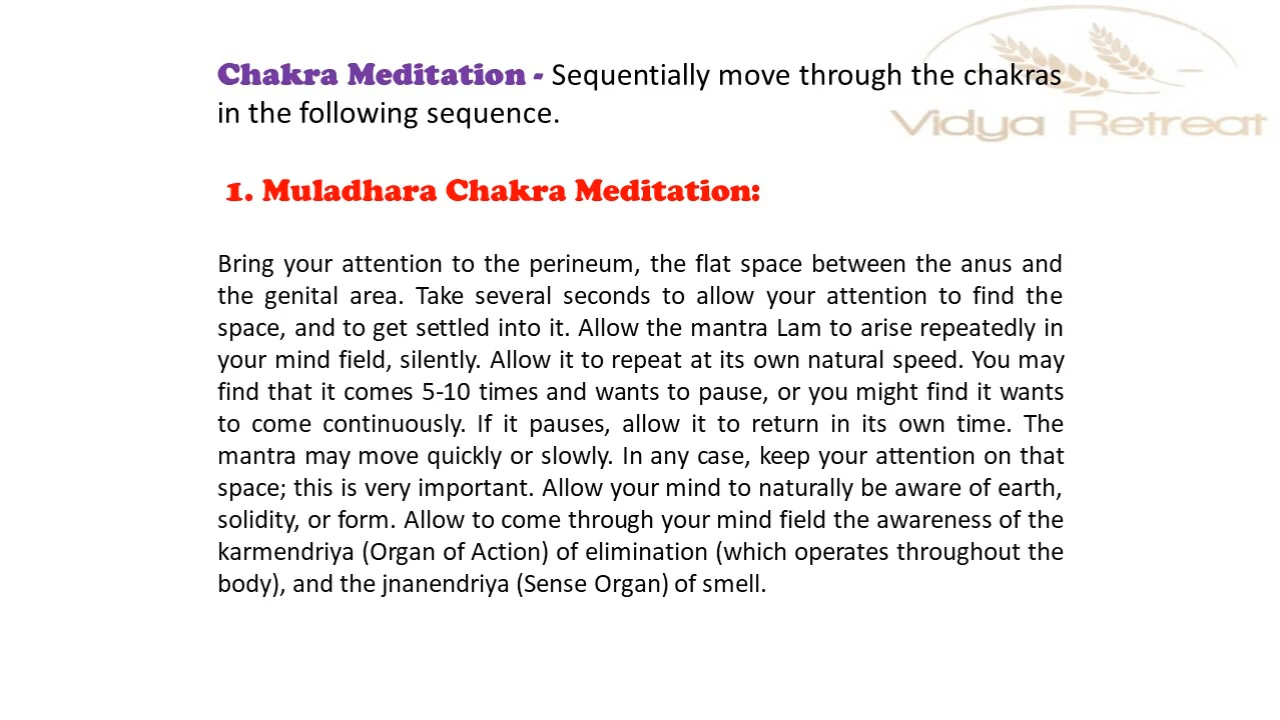 Chakra Meditation - Sequentially move through the chakras
in the following sequence.
Vidya Retreat
1. Muladhara Chakra Meditation:
Bring your attention to the perineum, the flat space between the anus and
the genital area. Take several seconds to allow your attention to find the
space, and to get settled into it. Allow the mantra Lam to arise repeatedly in
your mind field, silently. Allow it to repeat at its own natural speed. You may
find that it comes 5-10 times and wants to pause, or you might find it wants
to come continuously. If it pauses, allow it to return in its own time. The
mantra may move quickly or slowly. In any case, keep your attention on that
space; this is very important. Allow your mind to naturally be aware of earth,
solidity, or form. Allow to come through your mind field the awareness of the
karmendriya (Organ of Action) of elimination (which operates throughout the
body), and the jnanendriya (Sense Organ) of smell.